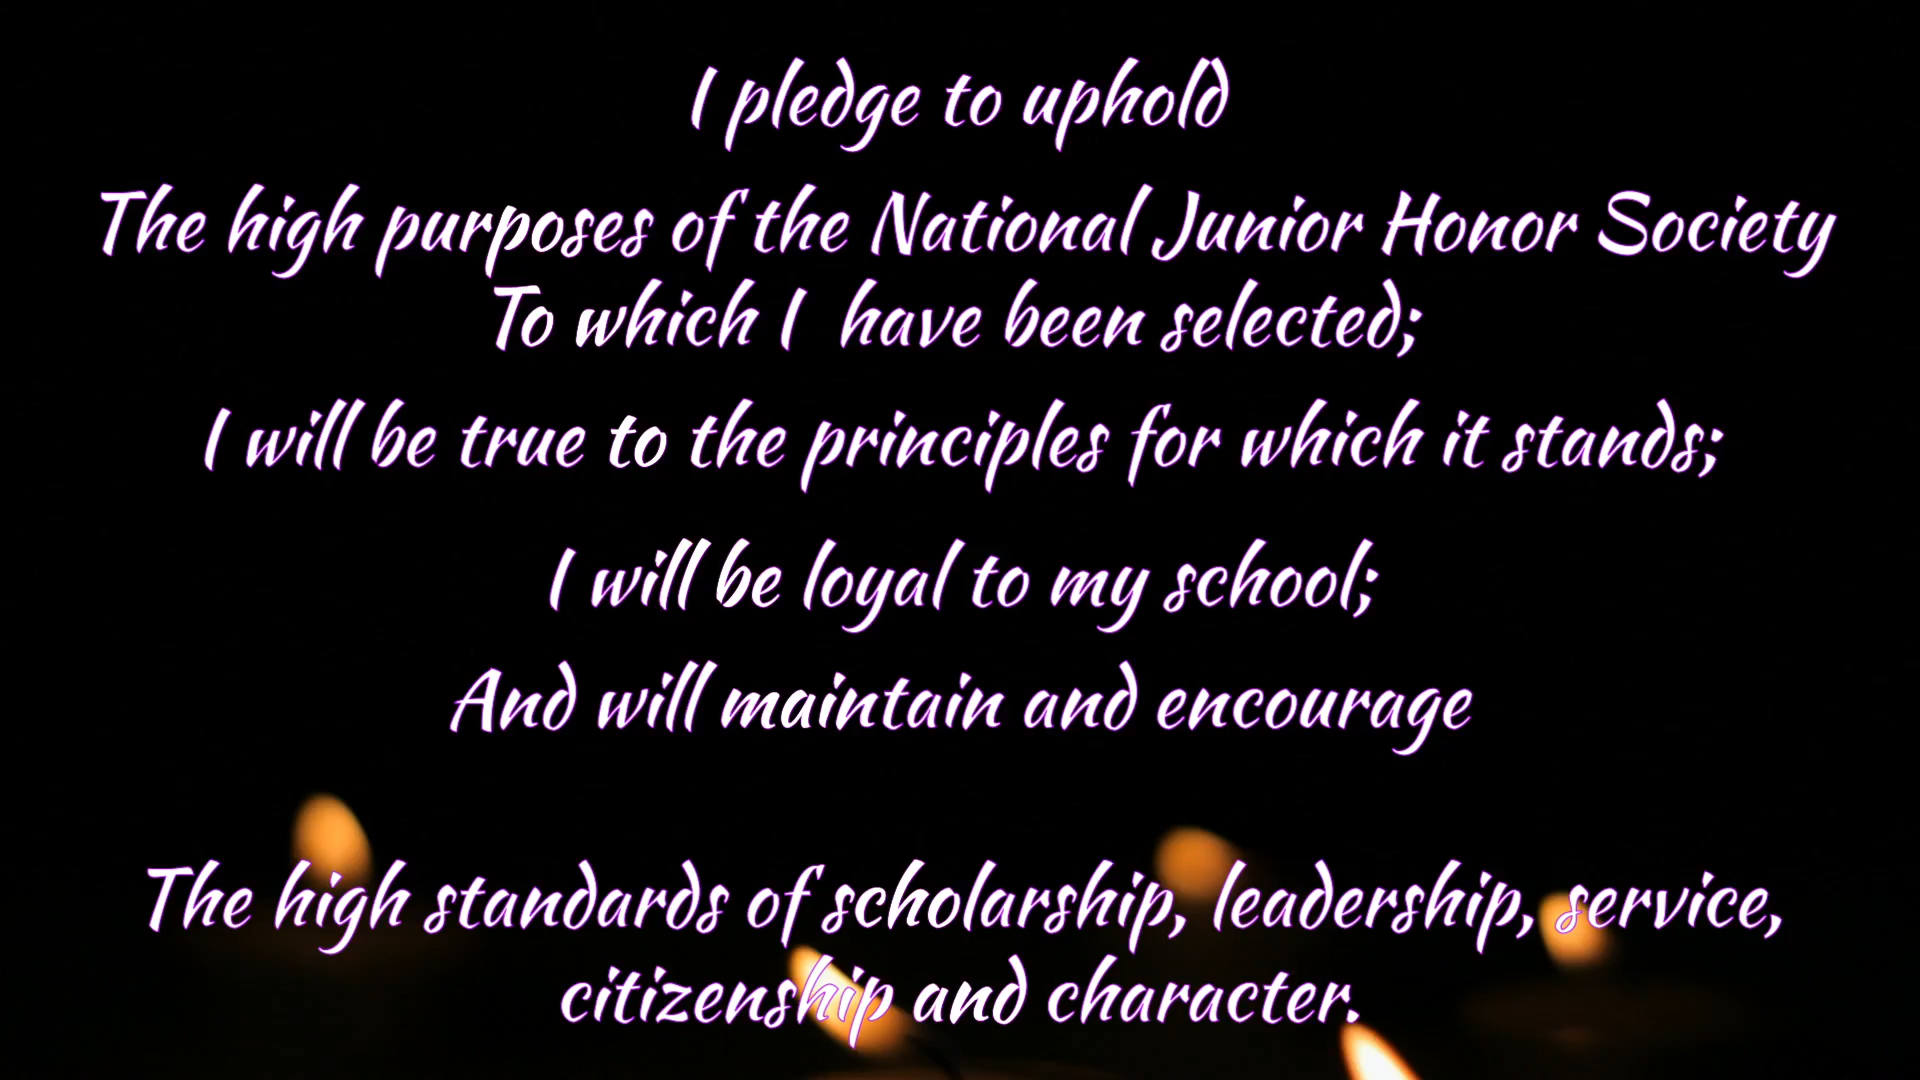 I pledge to uphold
The high purposes of the National Junior Honor Society
To which I  have been selected;
I will be true to the principles for which it stands;
I will be loyal to my school;
And will maintain and encourage
The high standards of scholarship, leadership, service,
citizenship and character.